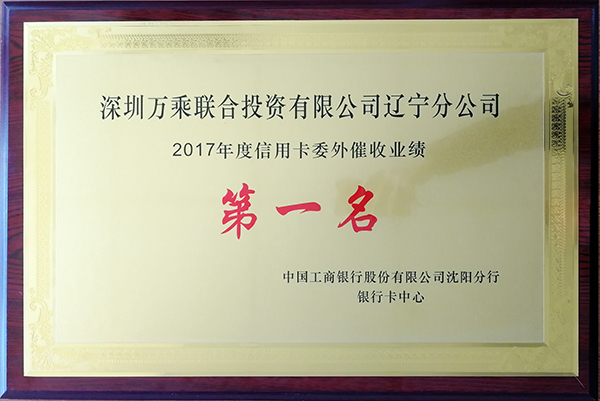 深圳万乘联合投资有限公司辽宁分公司
2017年度信用卡委外催收业绩
第一名
中国工商银行股份有限公司沈阳分行
银行卡中心